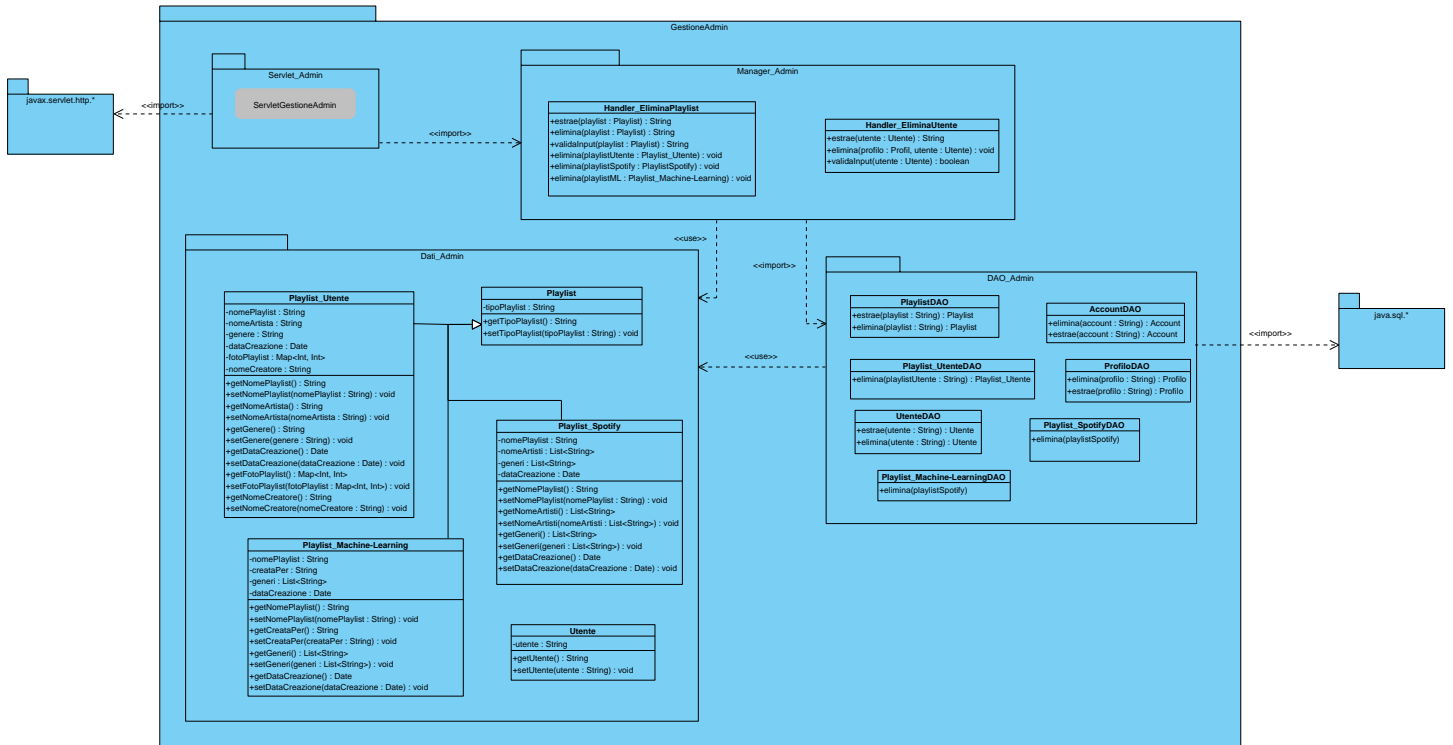 GestioneAdmin
javax.servlet.http.*
<<import>>
Servlet_Admin
ServletGestioneAdmin
<<import>>
Manager_Admin
Handler_EliminaPlaylist
+estrae(playlist : Playlist) : String
+elimina(playlist : Playlist) : String
+validaInput(playlist : Playlist) : String
+elimina(playlistUtente : Playlist_Utente) : void
+elimina(playlistSpotify : PlaylistSpotify) : void
+elimina(playlistML : Playlist_Machine-Learning) : void
Handler_EliminaUtente
+estrae(utente : Utente) : String
+elimina(profilo : Profil, utente : Utente) : void
+validaInput(utente : Utente) : boolean
<<use>>
<<import>>
Dati_Admin
Playlist_Utente
-nomePlaylist : String
-nomeArtista : String
-genere : String
-dataCreazione : Date
-fotoPlaylist : Map<Int, Int>
-nomeCreatore : String
+getNomePlaylist() : String
+setNomePlaylist(nomePlaylist : String) : void
+getNomeArtista() : String
+setNomeArtista(nomeArtista : String) : void
+getGenere() : String
+setGenere(genere : String) : void
+getDataCreazione() : Date
+setDataCreazione(dataCreazione : Date) : void
+getFotoPlaylist() : Map<Int, Int>
+setFotoPlaylist(fotoPlaylist : Map<Int, Int>) : void
+getNomeCreatore() : String
+setNomeCreatore(nomeCreatore : String) : void
Playlist
-tipoPlaylist : String
+getTipoPlaylist() : String
+setTipoPlaylist(tipoPlaylist : String) : void
Playlist_Spotify
-nomePlaylist : String
-nomeArtisti : List<String>
-generi : List<String>
-dataCreazione : Date
+getNomePlaylist() : String
+setNomePlaylist(nomePlaylist : String) : void
+getNomeArtisti() : List<String>
+setNomeArtisti(nomeArtisti : List<String>) : void
+getGeneri() : List<String>
+setGeneri(generi : List<String>) : void
+getDataCreazione() : Date
+setDataCreazione(dataCreazione : Date) : void
Playlist_Machine-Learning
-nomePlaylist : String
-creataPer : String
-generi : List<String>
-dataCreazione : Date
+getNomePlaylist() : String
+setNomePlaylist(nomePlaylist : String) : void
+getCreataPer() : String
+setCreataPer(creataPer : String) : void
+getGeneri() : List<String>
+setGeneri(generi : List<String>) : void
+getDataCreazione() : Date
+setDataCreazione(dataCreazione : Date) : void
Utente
-utente : String
+getUtente() : String
+setUtente(utente : String) : void
<<use>>
DAO_Admin
PlaylistDAO
+estrae(playlist : String) : Playlist
+elimina(playlist : String) : Playlist
AccountDAO
+elimina(account : String) : Account
+estrae(account : String) : Account
Playlist_UtenteDAO
+elimina(playlistUtente : String) : Playlist_Utente
ProfiloDAO
+elimina(profilo : String) : Profilo
+estrae(profilo : String) : Profilo
UtenteDAO
+estrae(utente : String) : Utente
+elimina(utente : String) : Utente
Playlist_SpotifyDAO
+elimina(playlistSpotify)
Playlist_Machine-LearningDAO
+elimina(playlistSpotify)
<<import>>
java.sql.*